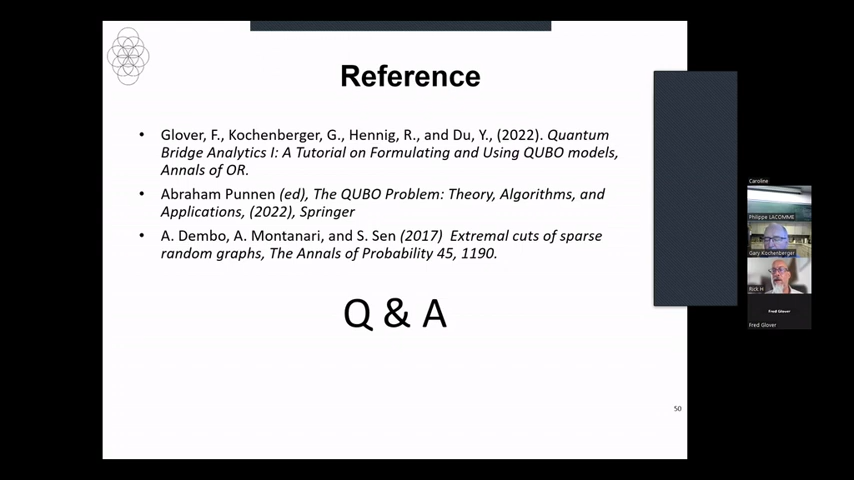 Reference
• Glover, F., Kochenberger, G., Hennig, R., and Du, Y., (2022). Quantum
Bridge Analytics I: A Tutorial on Formulating and Using QUBO models,
Annals of OR.
• Abraham Punnen (ed), The QUBO Problem: Theory, Algorithms, and
Applications, (2022), Springer
• A. Dembo, A. Montanari, and S. Sen (2017) Extremal cuts of sparse
random graphs, The Annals of Probability 45, 1190.
Q & A
50
Caroline
Philippe LACOMME
Gary Kochenberger
Rick H
Fred Glover
Fred Glover